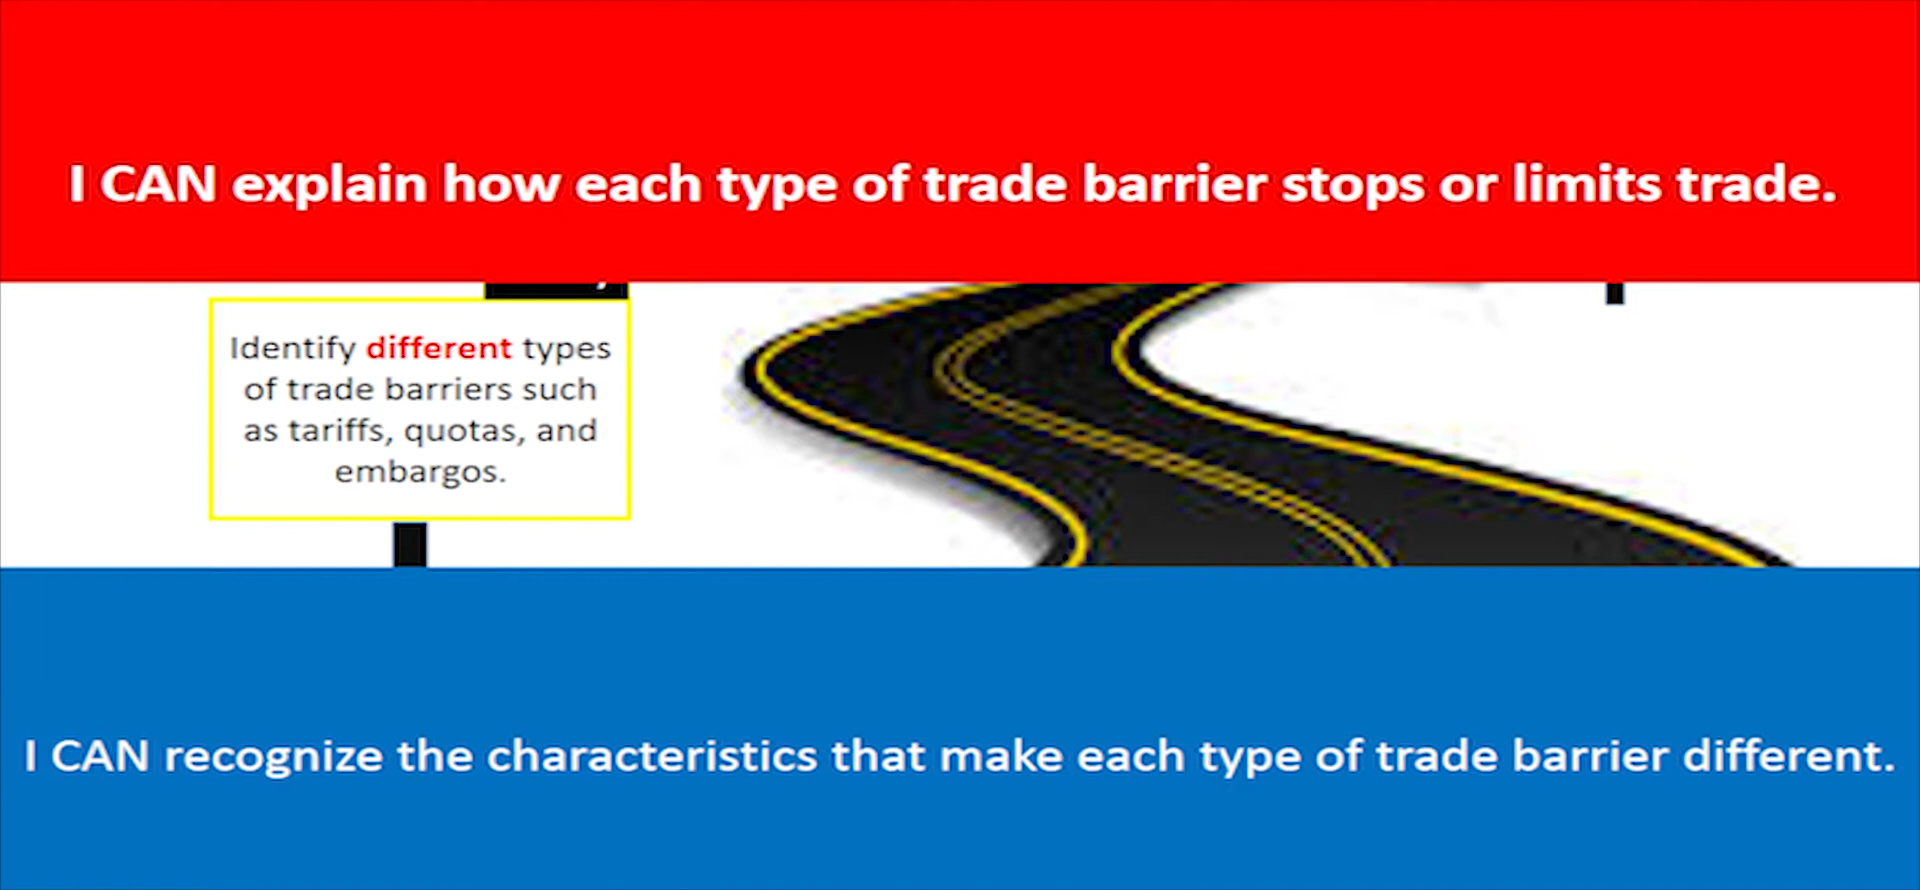 I CAN explain how each type of trade barrier stops or limits trade.
Identify different types
of trade barriers such
as tariffs, quotas, and
embargos.
I CAN recognize the characteristics that make each type of trade barrier different.